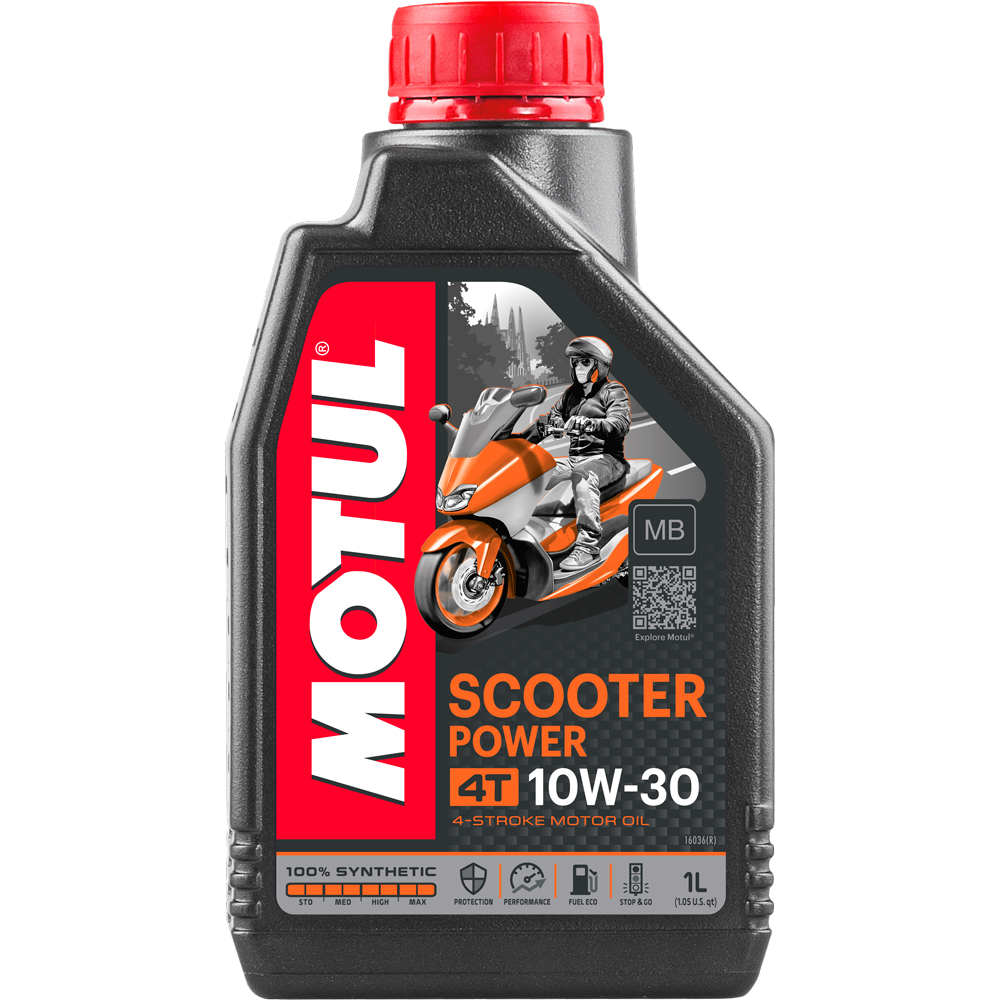 MOTUL®
MB
Explore Motul®
SCOOTER
POWER
4T 10W-30
4-STROKE MOTOR OIL
16036(R)
100% SYNTHETIC
STD MED HIGH MAX
PROTECTION PERFORMANCE FUEL ECO STOP & GO
1L
(1.05 U.S. qt)